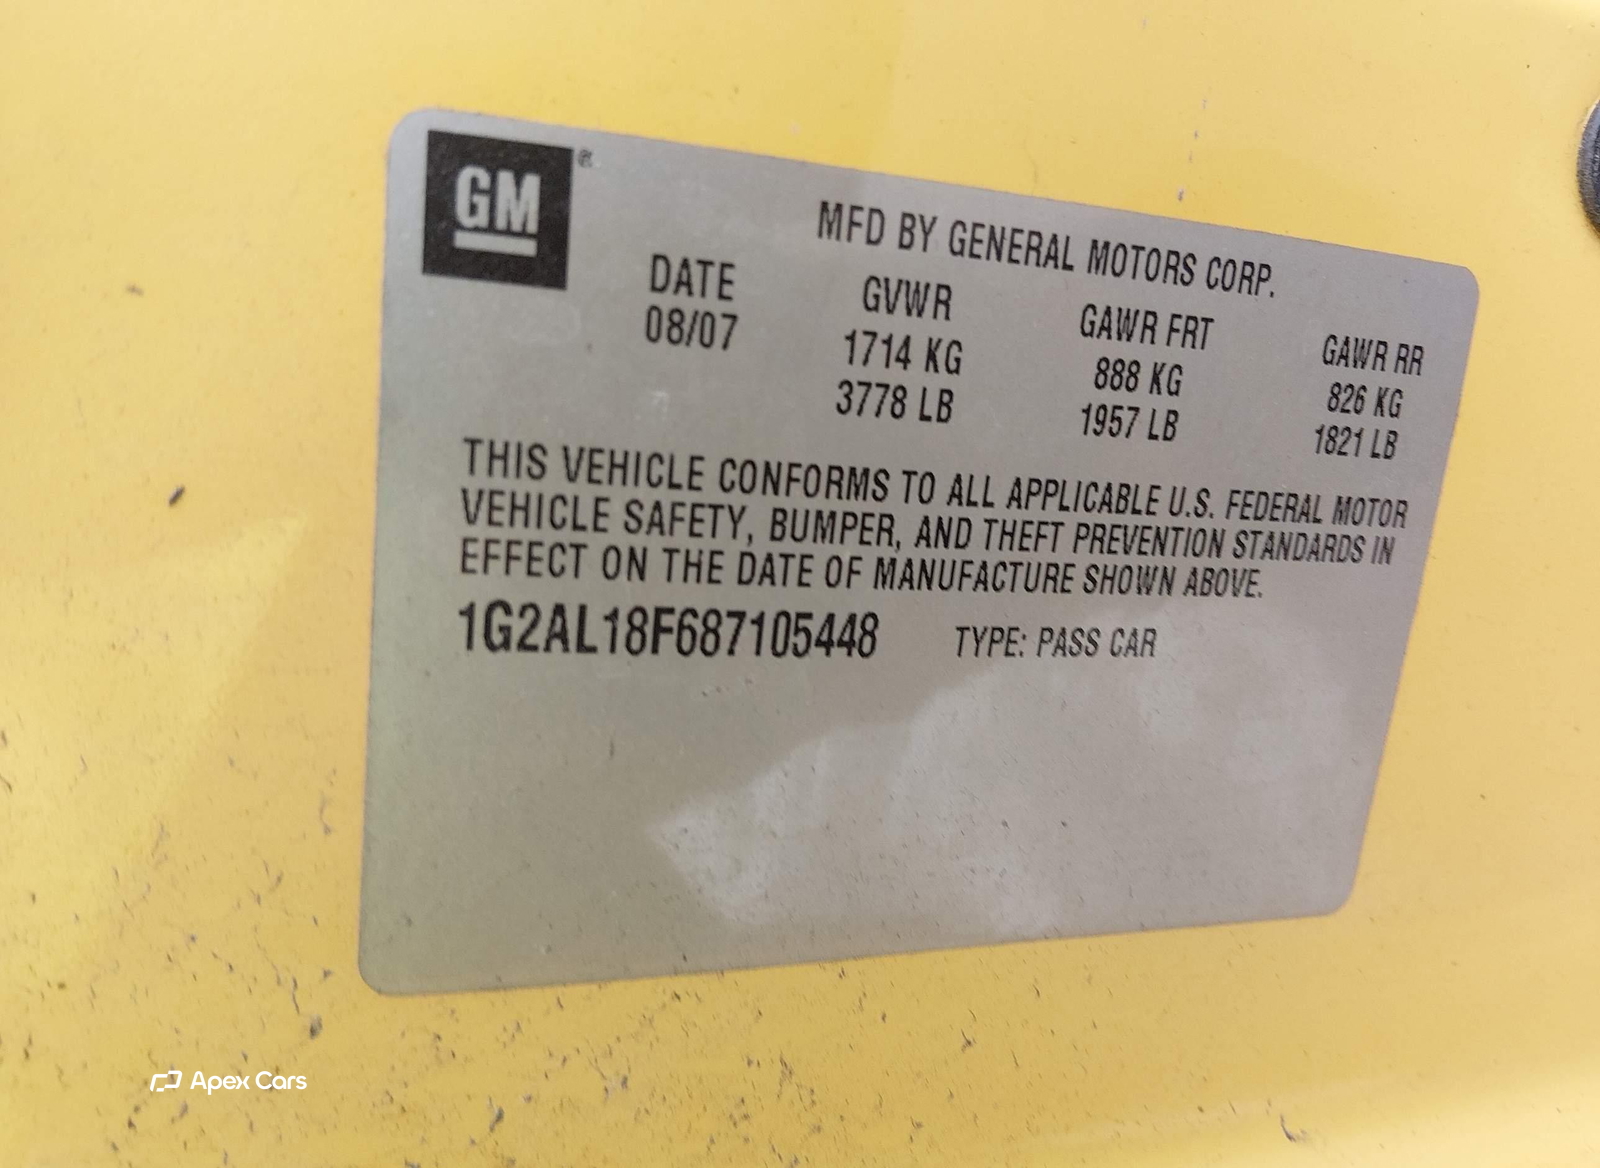 GM ®
MFD BY GENERAL MOTORS CORP.
DATE GVWR GAWR FRT GAWR RR
08/07 1714 KG 888 KG 826 KG
3778 LB 1957 LB 1821 LB
THIS VEHICLE CONFORMS TO ALL APPLICABLE U.S. FEDERAL MOTOR
VEHICLE SAFETY, BUMPER, AND THEFT PREVENTION STANDARDS IN
EFFECT ON THE DATE OF MANUFACTURE SHOWN ABOVE.
1G2AL18F687105448 TYPE: PASS CAR
Apex Cars